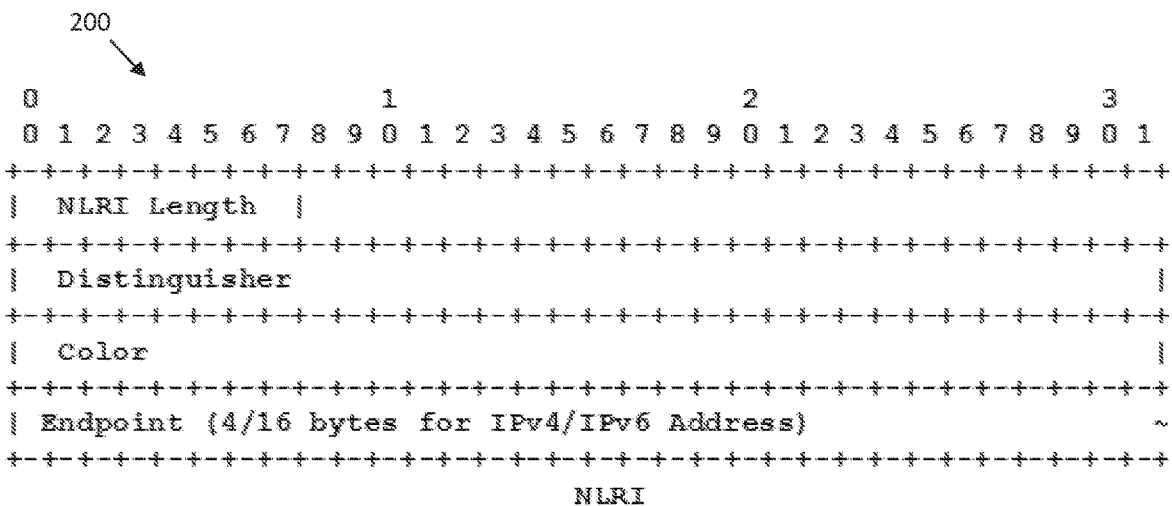 200
0 1 2 3
0 1 2 3 4 5 6 7 8 9 0 1 2 3 4 5 6 7 8 9 0 1 2 3 4 5 6 7 8 9 0 1
+-+-+-+-+-+-+-+-+-+-+-+-+-+-+-+-+-+-+-+-+-+-+-+-+-+-+-+-+-+-+-+-+
| NLRI Length |
+-+-+-+-+-+-+-+-+-+-+-+-+-+-+-+-+-+-+-+-+-+-+-+-+-+-+-+-+-+-+-+-+
| Distinguisher |
+-+-+-+-+-+-+-+-+-+-+-+-+-+-+-+-+-+-+-+-+-+-+-+-+-+-+-+-+-+-+-+-+
| Color |
+-+-+-+-+-+-+-+-+-+-+-+-+-+-+-+-+-+-+-+-+-+-+-+-+-+-+-+-+-+-+-+-+
| Endpoint (4/16 bytes for IPv4/IPv6 Address) ~
+-+-+-+-+-+-+-+-+-+-+-+-+-+-+-+-+-+-+-+-+-+-+-+-+-+-+-+-+-+-+-+-+
NLRI